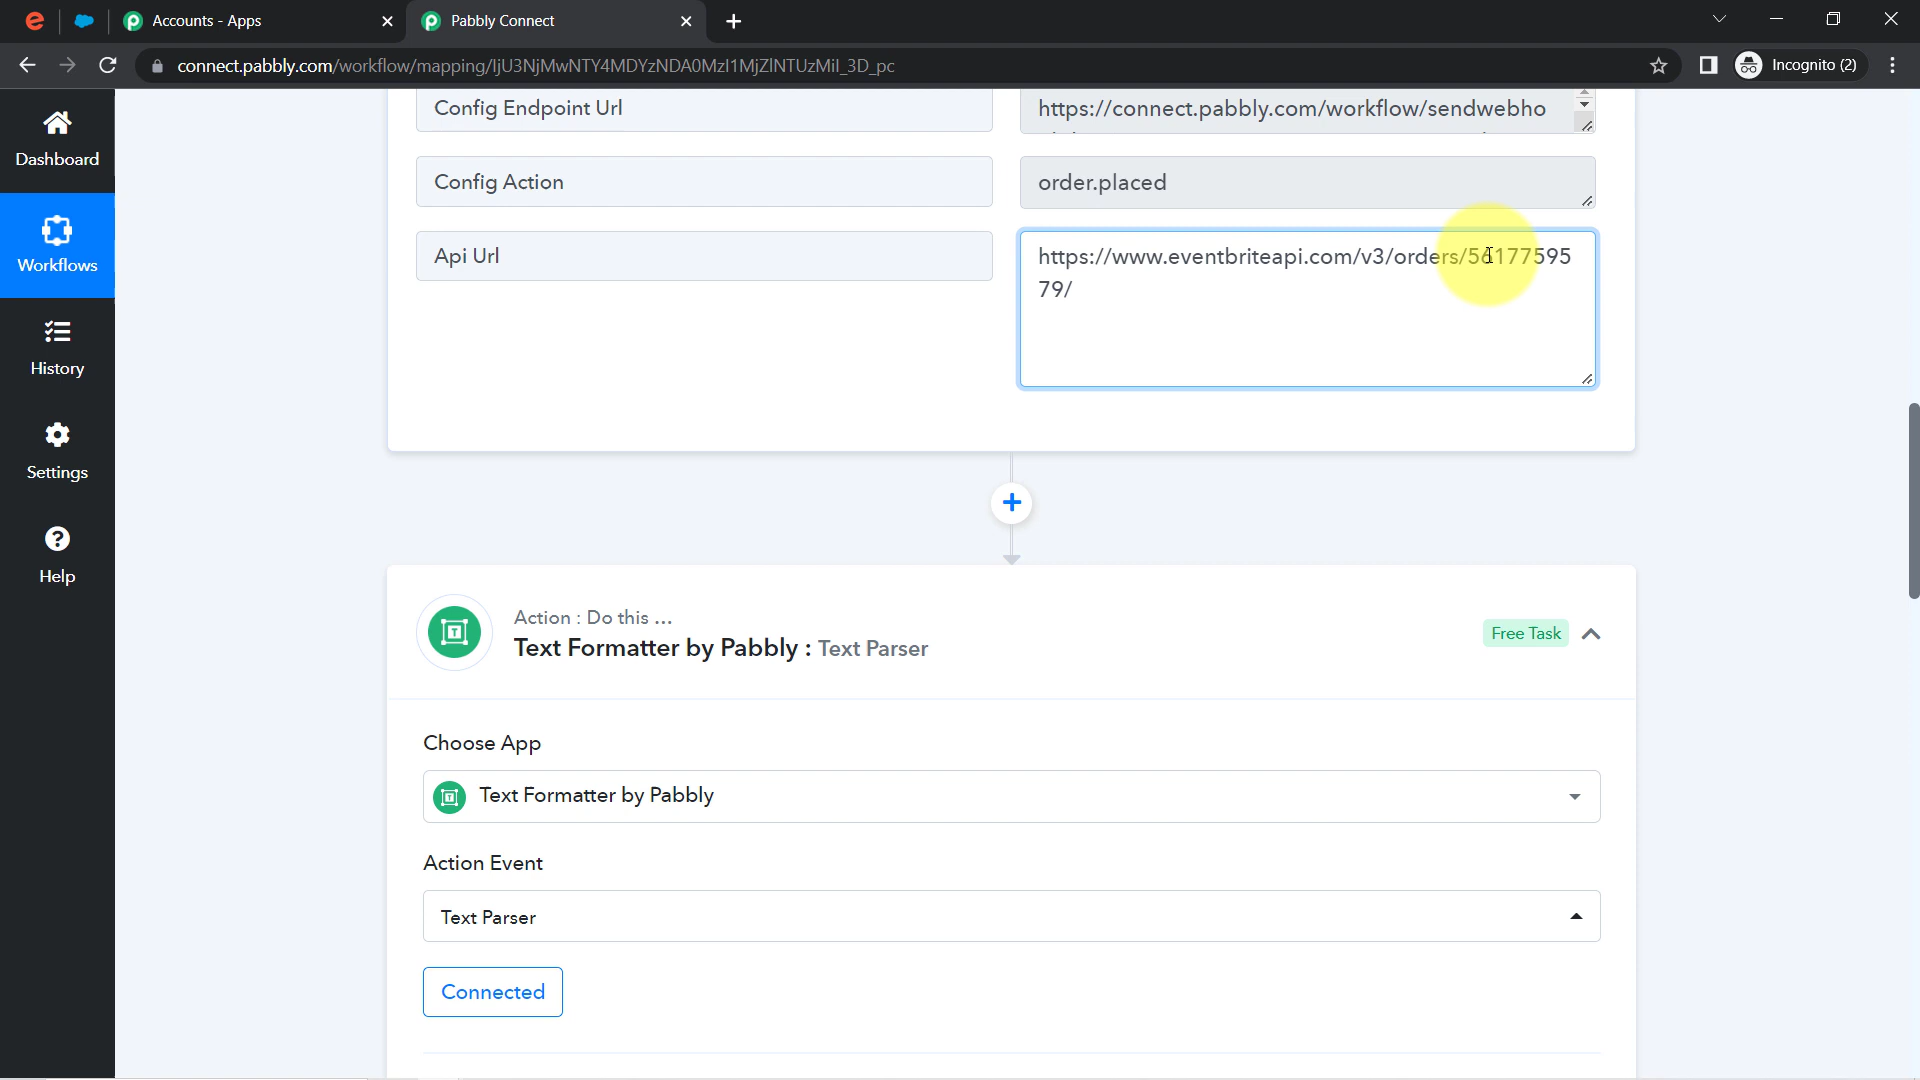 Accounts - Apps
Pabbly Connect
connect.pabbly.com/workflow/mapping/IjU3NjMwNTY4MDYzNDA0MzI1MjZlNTUzMiI_3D_pc
Incognito (2)
Dashboard
Workflows
History
Settings
Help
Config Endpoint Url
https://connect.pabbly.com/workflow/sendwebho
Config Action
order.placed
Api Url
https://www.eventbriteapi.com/v3/orders/56177595
79/
Action : Do this ...
Text Formatter by Pabbly : Text Parser
Free Task
Choose App
Text Formatter by Pabbly
Action Event
Text Parser
Connected